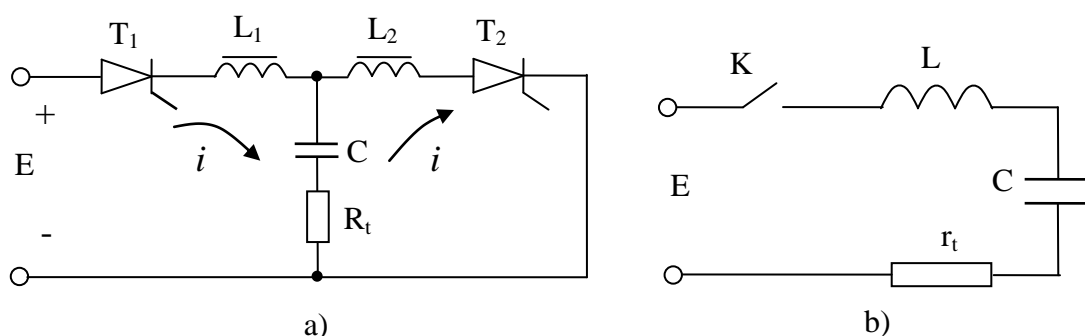 T₁ L₁ L₂ T₂
+
E
-
i
i
C
Rₜ
a)
K
L
E
C
rₜ
b)